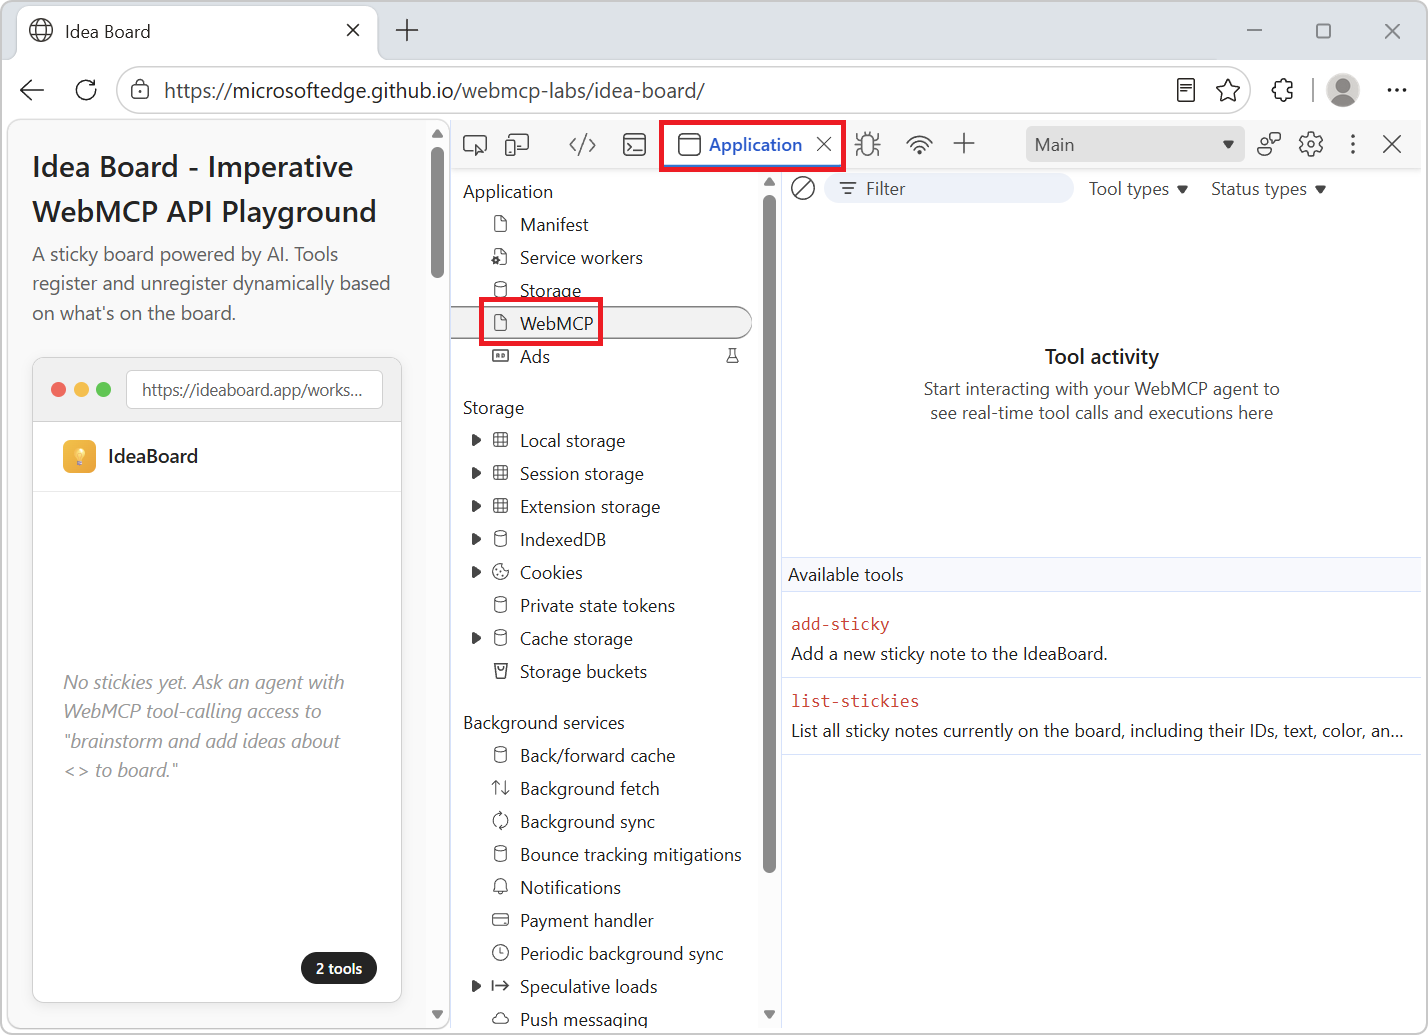 Idea Board
https://microsoftedge.github.io/webmcp-labs/idea-board/
Idea Board - Imperative
WebMCP API Playground
A sticky board powered by AI. Tools
register and unregister dynamically based
on what's on the board.
https://ideaboard.app/works...
IdeaBoard
No stickies yet. Ask an agent with
WebMCP tool-calling access to
"brainstorm and add ideas about
<> to board."
2 tools
Application
Main
Application
Manifest
Service workers
Storage
WebMCP
Ads
Storage
Local storage
Session storage
Extension storage
IndexedDB
Cookies
Private state tokens
Cache storage
Storage buckets
Background services
Back/forward cache
Background fetch
Background sync
Bounce tracking mitigations
Notifications
Payment handler
Periodic background sync
Speculative loads
Push messaging
Filter
Tool types
Status types
Tool activity
Start interacting with your WebMCP agent to
see real-time tool calls and executions here
Available tools
add-sticky
Add a new sticky note to the IdeaBoard.
list-stickies
List all sticky notes currently on the board, including their IDs, text, color, an...